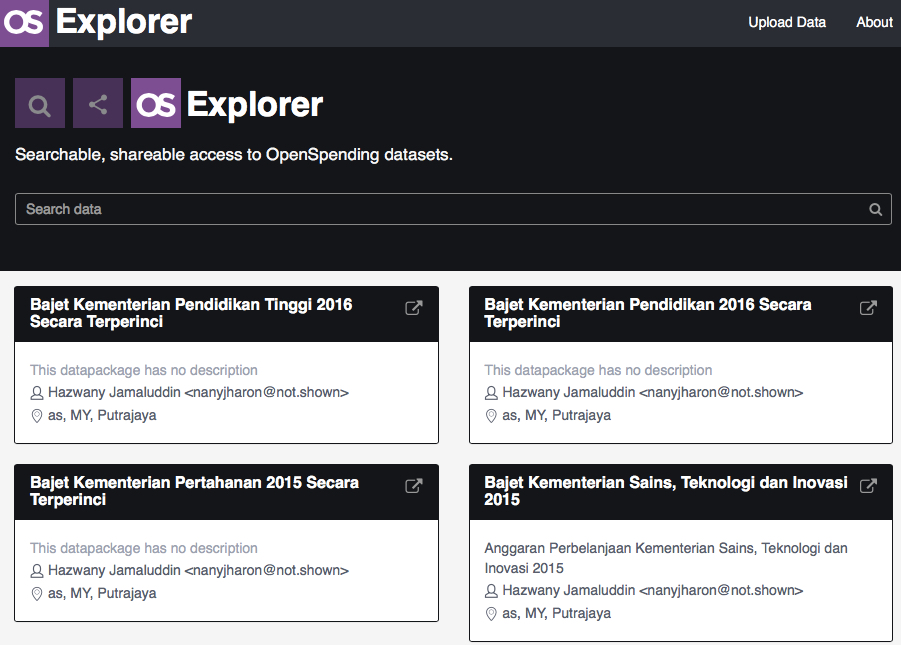 OS Explorer
Upload Data
About
OS Explorer
Searchable, shareable access to OpenSpending datasets.
Search data
Bajet Kementerian Pendidikan Tinggi 2016
Secara Terperinci
This datapackage has no description
Hazwany Jamaluddin <nanyjharon@not.shown>
as, MY, Putrajaya
Bajet Kementerian Pendidikan 2016 Secara
Terperinci
This datapackage has no description
Hazwany Jamaluddin <nanyjharon@not.shown>
as, MY, Putrajaya
Bajet Kementerian Pertahanan 2015 Secara
Terperinci
This datapackage has no description
Hazwany Jamaluddin <nanyjharon@not.shown>
as, MY, Putrajaya
Bajet Kementerian Sains, Teknologi dan Inovasi
2015
Anggaran Perbelanjaan Kementerian Sains, Teknologi dan
Inovasi 2015
Hazwany Jamaluddin <nanyjharon@not.shown>
as, MY, Putrajaya